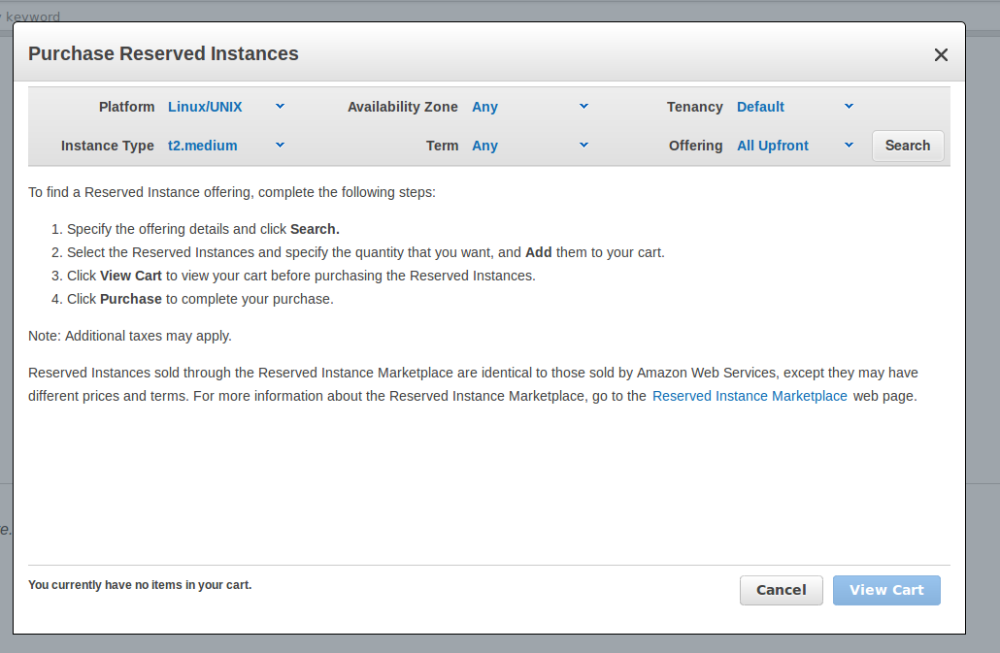 keyword
Purchase Reserved Instances
Platform Linux/UNIX Availability Zone Any Tenancy Default
Instance Type t2.medium Term Any Offering All Upfront Search
To find a Reserved Instance offering, complete the following steps:
1. Specify the offering details and click Search.
2. Select the Reserved Instances and specify the quantity that you want, and Add them to your cart.
3. Click View Cart to view your cart before purchasing the Reserved Instances.
4. Click Purchase to complete your purchase.
Note: Additional taxes may apply.
Reserved Instances sold through the Reserved Instance Marketplace are identical to those sold by Amazon Web Services, except they may have
different prices and terms. For more information about the Reserved Instance Marketplace, go to the Reserved Instance Marketplace web page.
You currently have no items in your cart.
Cancel View Cart